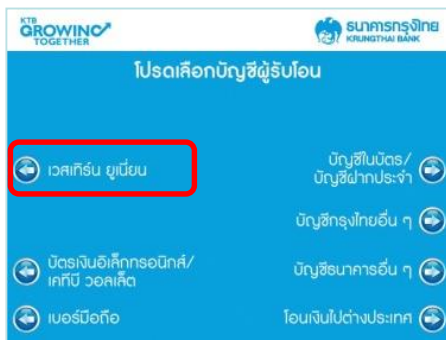 KTB
GROWING
TOGETHER
ธนาคารกรุงไทย
KRUNGTHAI BANK
โปรดเลือกบัญชีผู้รับโอน
เวสเทิร์น ยูเนี่ยน
บัญชีในบัตร/
บัญชีฝากประจำ
บัญชีกรุงไทยอื่น ๆ
บัตรเงินอิเล็กทรอนิกส์/
เคทีบี วอลเล็ต
บัญชีธนาคารอื่น ๆ
เบอร์มือถือ
โอนเงินไปต่างประเทศ